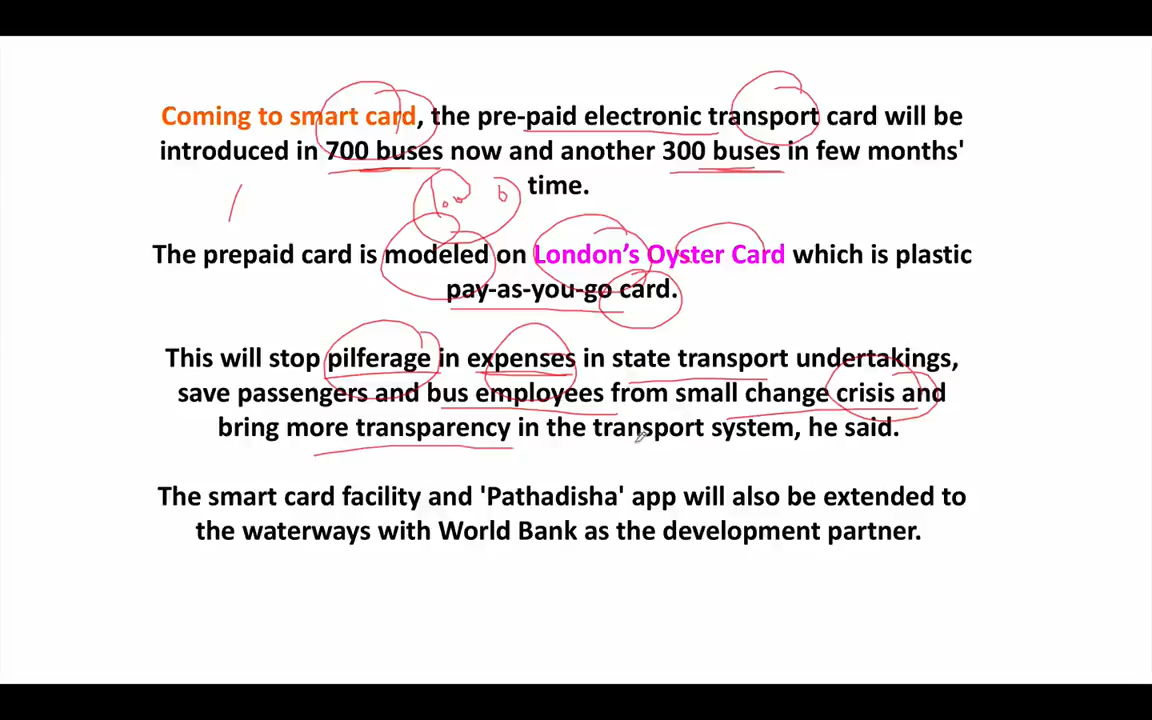 Coming to smart card, the pre-paid electronic transport card will be
introduced in 700 buses now and another 300 buses in few months'
time.
The prepaid card is modeled on London's Oyster Card which is plastic
pay-as-you-go card.
This will stop pilferage in expenses in state transport undertakings,
save passengers and bus employees from small change crisis and
bring more transparency in the transport system, he said.
The smart card facility and 'Pathadisha' app will also be extended to
the waterways with World Bank as the development partner.